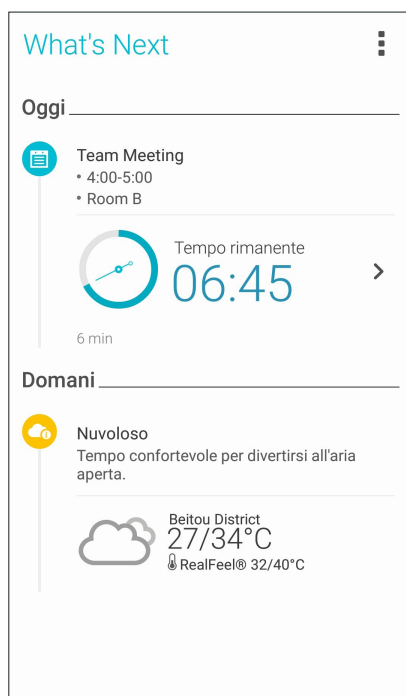 What's Next
Oggi
Team Meeting
• 4:00-5:00
• Room B
Tempo rimanente
06:45
6 min
Domani
Nuvoloso
Tempo confortevole per divertirsi all'aria
aperta.
Beitou District
27/34°C
RealFeel® 32/40°C